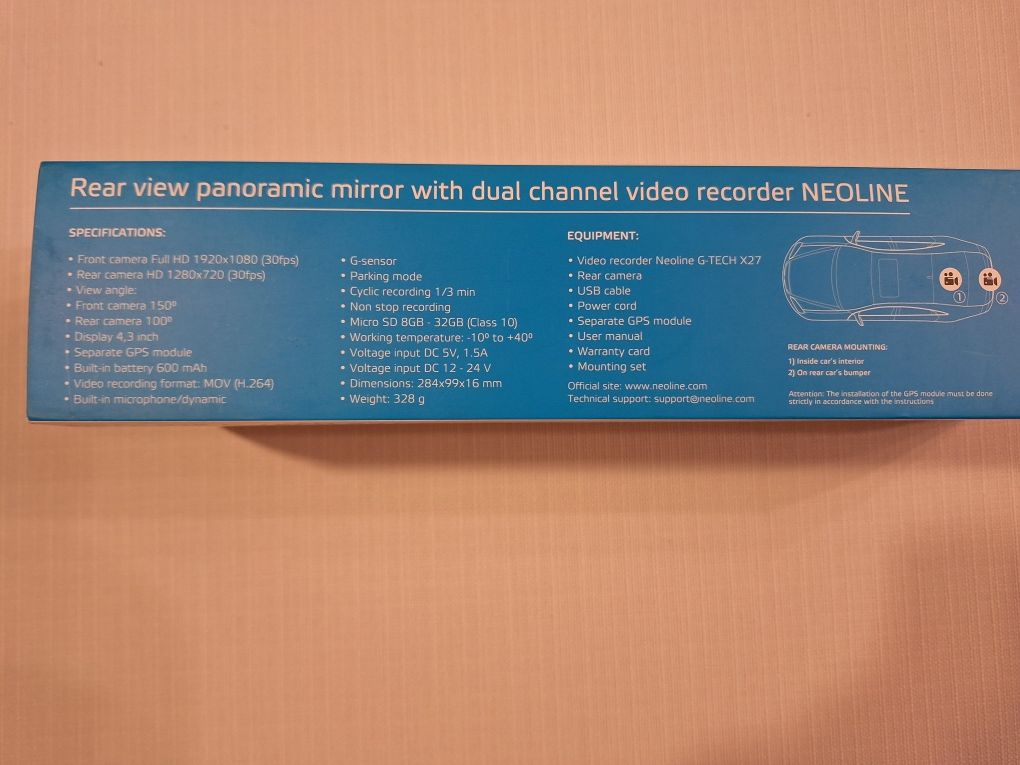 Rear view panoramic mirror with dual channel video recorder NEOLINE
SPECIFICATIONS:
• Front camera Full HD 1920x1080 (30fps)
• Rear camera HD 1280x720 (30fps)
• View angle:
• Front camera 150º
• Rear camera 100º
• Display 4,3 inch
• Separate GPS module
• Built-in battery 600 mAh
• Video recording format: MOV (H.264)
• Built-in microphone/dynamic
• G-sensor
• Parking mode
• Cyclic recording 1/3 min
• Non stop recording
• Micro SD 8GB - 32GB (Class 10)
• Working temperature: -10º to +40º
• Voltage input DC 5V, 1.5A
• Voltage input DC 12 - 24 V
• Dimensions: 284x99x16 mm
• Weight: 328 g
EQUIPMENT:
• Video recorder Neoline G-TECH X27
• Rear camera
• USB cable
• Power cord
• Separate GPS module
• User manual
• Warranty card
• Mounting set
Official site: www.neoline.com
Technical support: support@neoline.com
① ②
REAR CAMERA MOUNTING:
1) Inside car's interior
2) On rear car's bumper
Attention: The installation of the GPS module must be done
strictly in accordance with the instructions